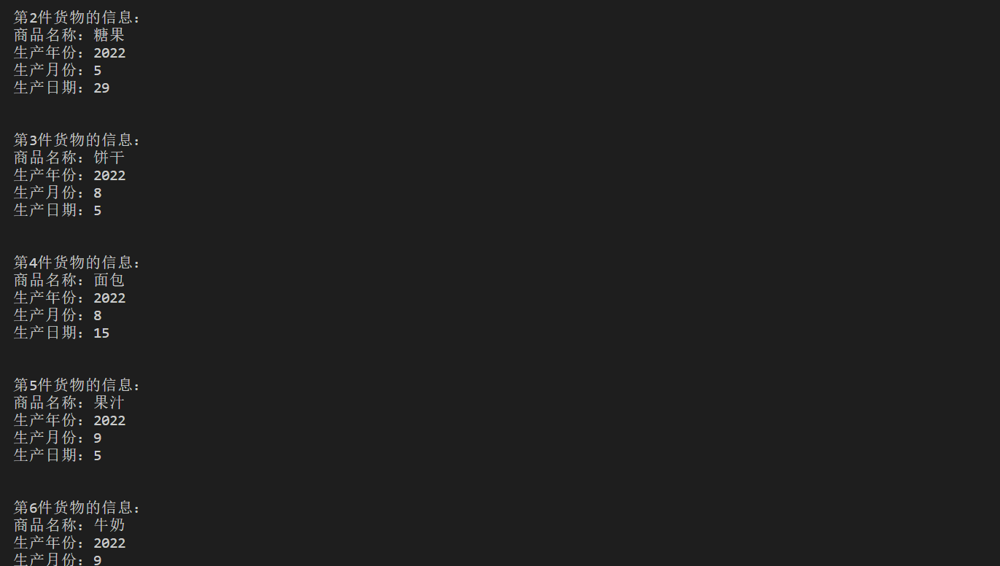 第2件货物的信息：
商品名称：糖果
生产年份：2022
生产月份：5
生产日期：29
第3件货物的信息：
商品名称：饼干
生产年份：2022
生产月份：8
生产日期：5
第4件货物的信息：
商品名称：面包
生产年份：2022
生产月份：8
生产日期：15
第5件货物的信息：
商品名称：果汁
生产年份：2022
生产月份：9
生产日期：5
第6件货物的信息：
商品名称：牛奶
生产年份：2022
生产月份：9